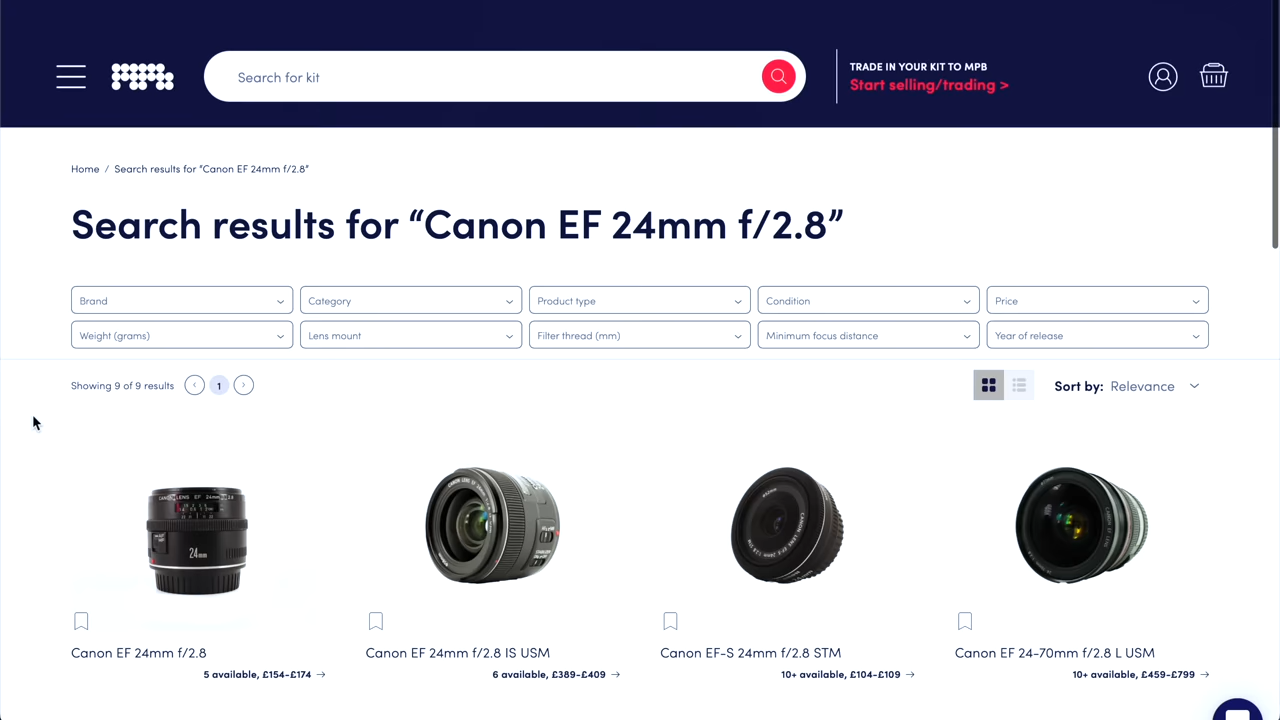 Search for kit
TRADE IN YOUR KIT TO MPB
Start selling/trading >
Home / Search results for “Canon EF 24mm f/2.8”
Search results for “Canon EF 24mm f/2.8”
Brand
Category
Product type
Condition
Price
Weight (grams)
Lens mount
Filter thread (mm)
Minimum focus distance
Year of release
Showing 9 of 9 results
1
Sort by: Relevance
24mm
Canon EF 24mm f/2.8
5 available, £154–£174 →
Canon EF 24mm f/2.8 IS USM
6 available, £389–£409 →
Canon EF-S 24mm f/2.8 STM
10+ available, £104–£109 →
Canon EF 24-70mm f/2.8 L USM
10+ available, £459–£799 →